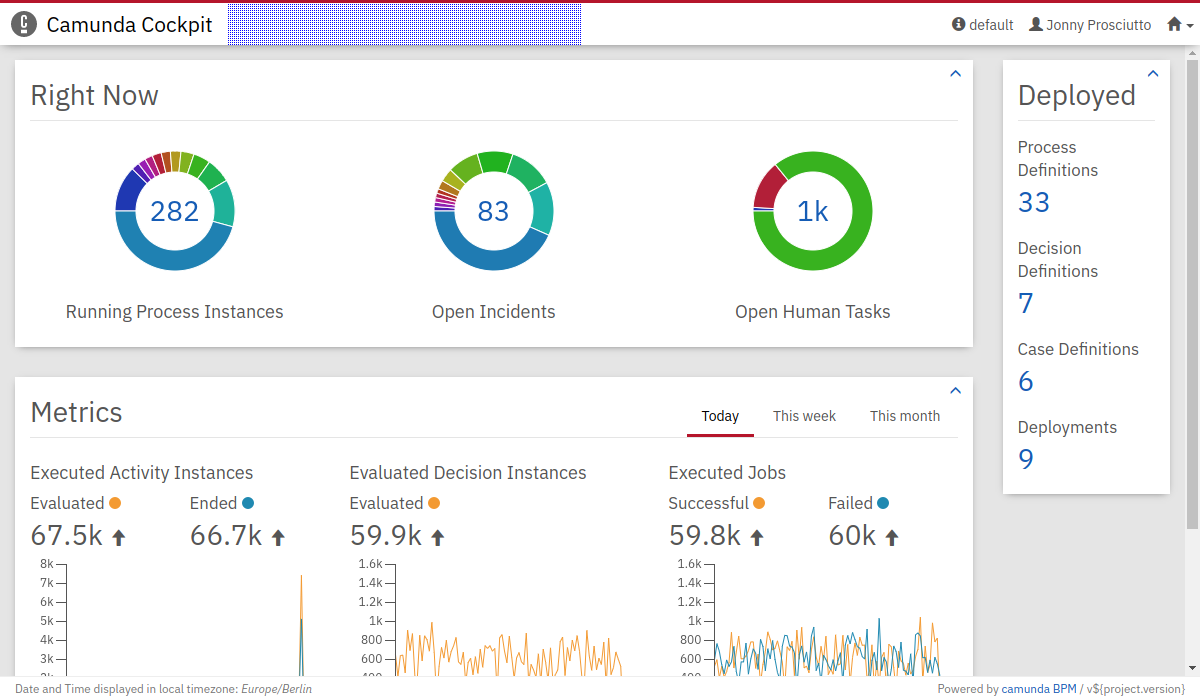 Camunda Cockpit
default
Jonny Prosciutto
Right Now
282
83
1k
Running Process Instances
Open Incidents
Open Human Tasks
Deployed
Process
Definitions
33
Decision
Definitions
7
Case Definitions
6
Deployments
9
Metrics
Today
This week
This month
Executed Activity Instances
Evaluated
Ended
67.5k
66.7k
8k
7k
6k
5k
4k
3k
Evaluated Decision Instances
Evaluated
59.9k
1.6k
1.4k
1.2k
1k
800
600
400
Executed Jobs
Successful
Failed
59.8k
60k
1.6k
1.4k
1.2k
1k
800
600
400
Date and Time displayed in local timezone: Europe/Berlin
Powered by camunda BPM / v${project.version}